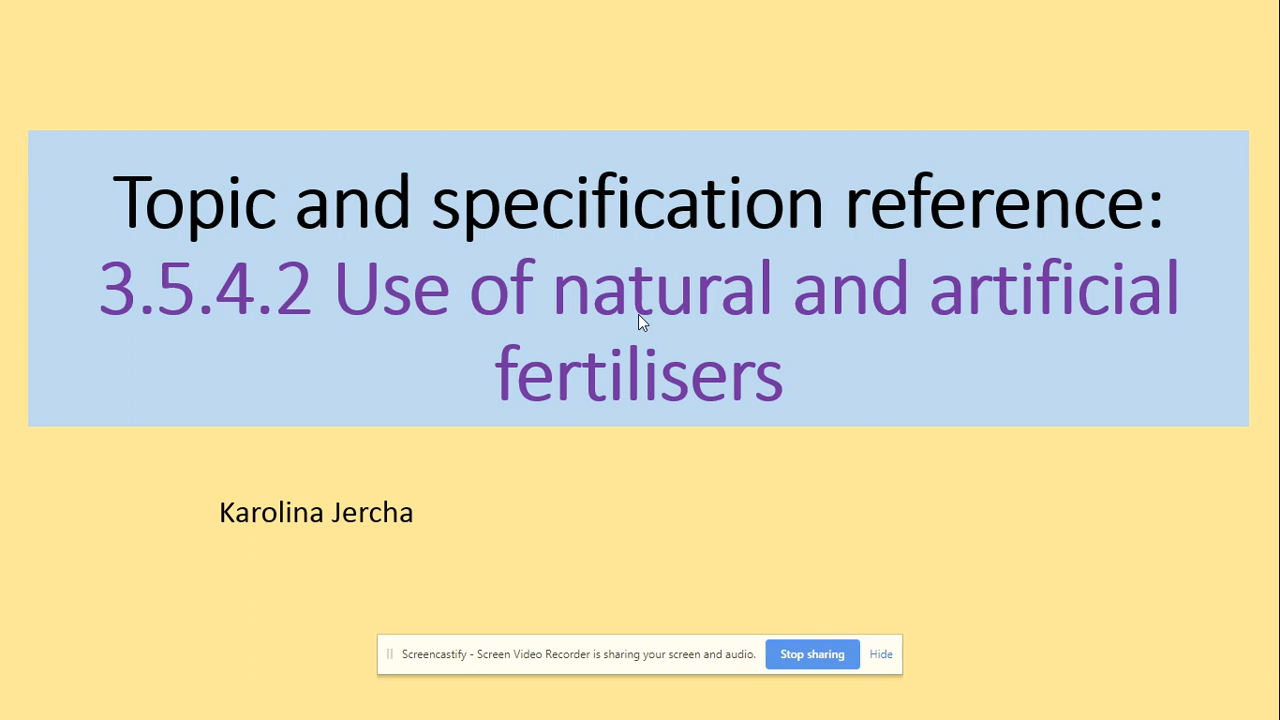 Topic and specification reference:
3.5.4.2 Use of natural and artificial
fertilisers
Karolina Jercha
Screencastify - Screen Video Recorder is sharing your screen and audio. Stop sharing Hide